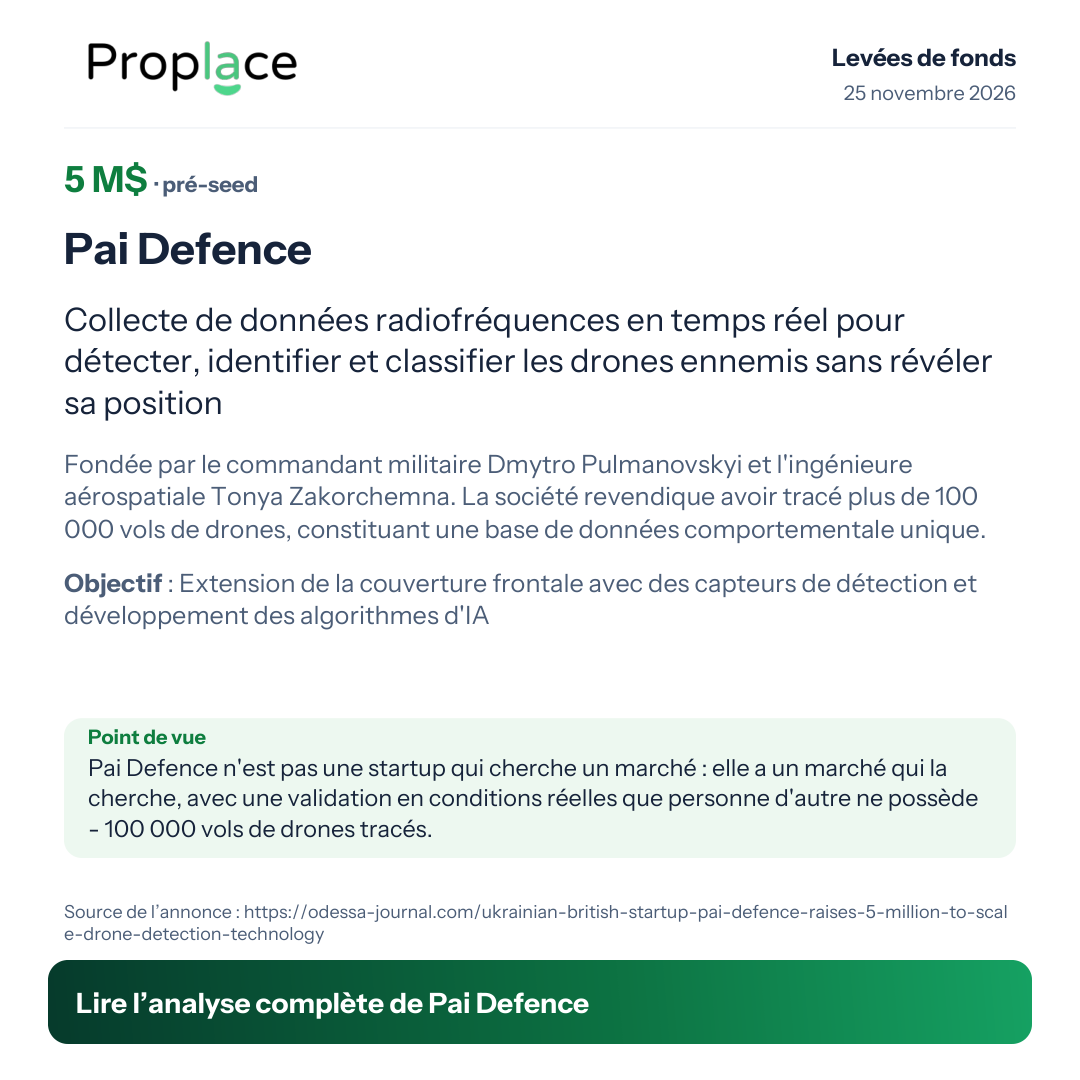 Proplace
Levées de fonds
25 novembre 2026
5 M$ · pré-seed
Pai Defence
Collecte de données radiofréquences en temps réel pour
détecter, identifier et classifier les drones ennemis sans révéler
sa position
Fondée par le commandant militaire Dmytro Pulmanovskyi et l'ingénieure
aérospatiale Tonya Zakorchemna. La société revendique avoir tracé plus de 100
000 vols de drones, constituant une base de données comportementale unique.
Objectif : Extension de la couverture frontale avec des capteurs de détection et
développement des algorithmes d'IA
Point de vue
Pai Defence n'est pas une startup qui cherche un marché : elle a un marché qui la
cherche, avec une validation en conditions réelles que personne d'autre ne possède
- 100 000 vols de drones tracés.
Source de l’annonce : https://odessa-journal.com/ukrainian-british-startup-pai-defence-raises-5-million-to-scal
e-drone-detection-technology
Lire l’analyse complète de Pai Defence